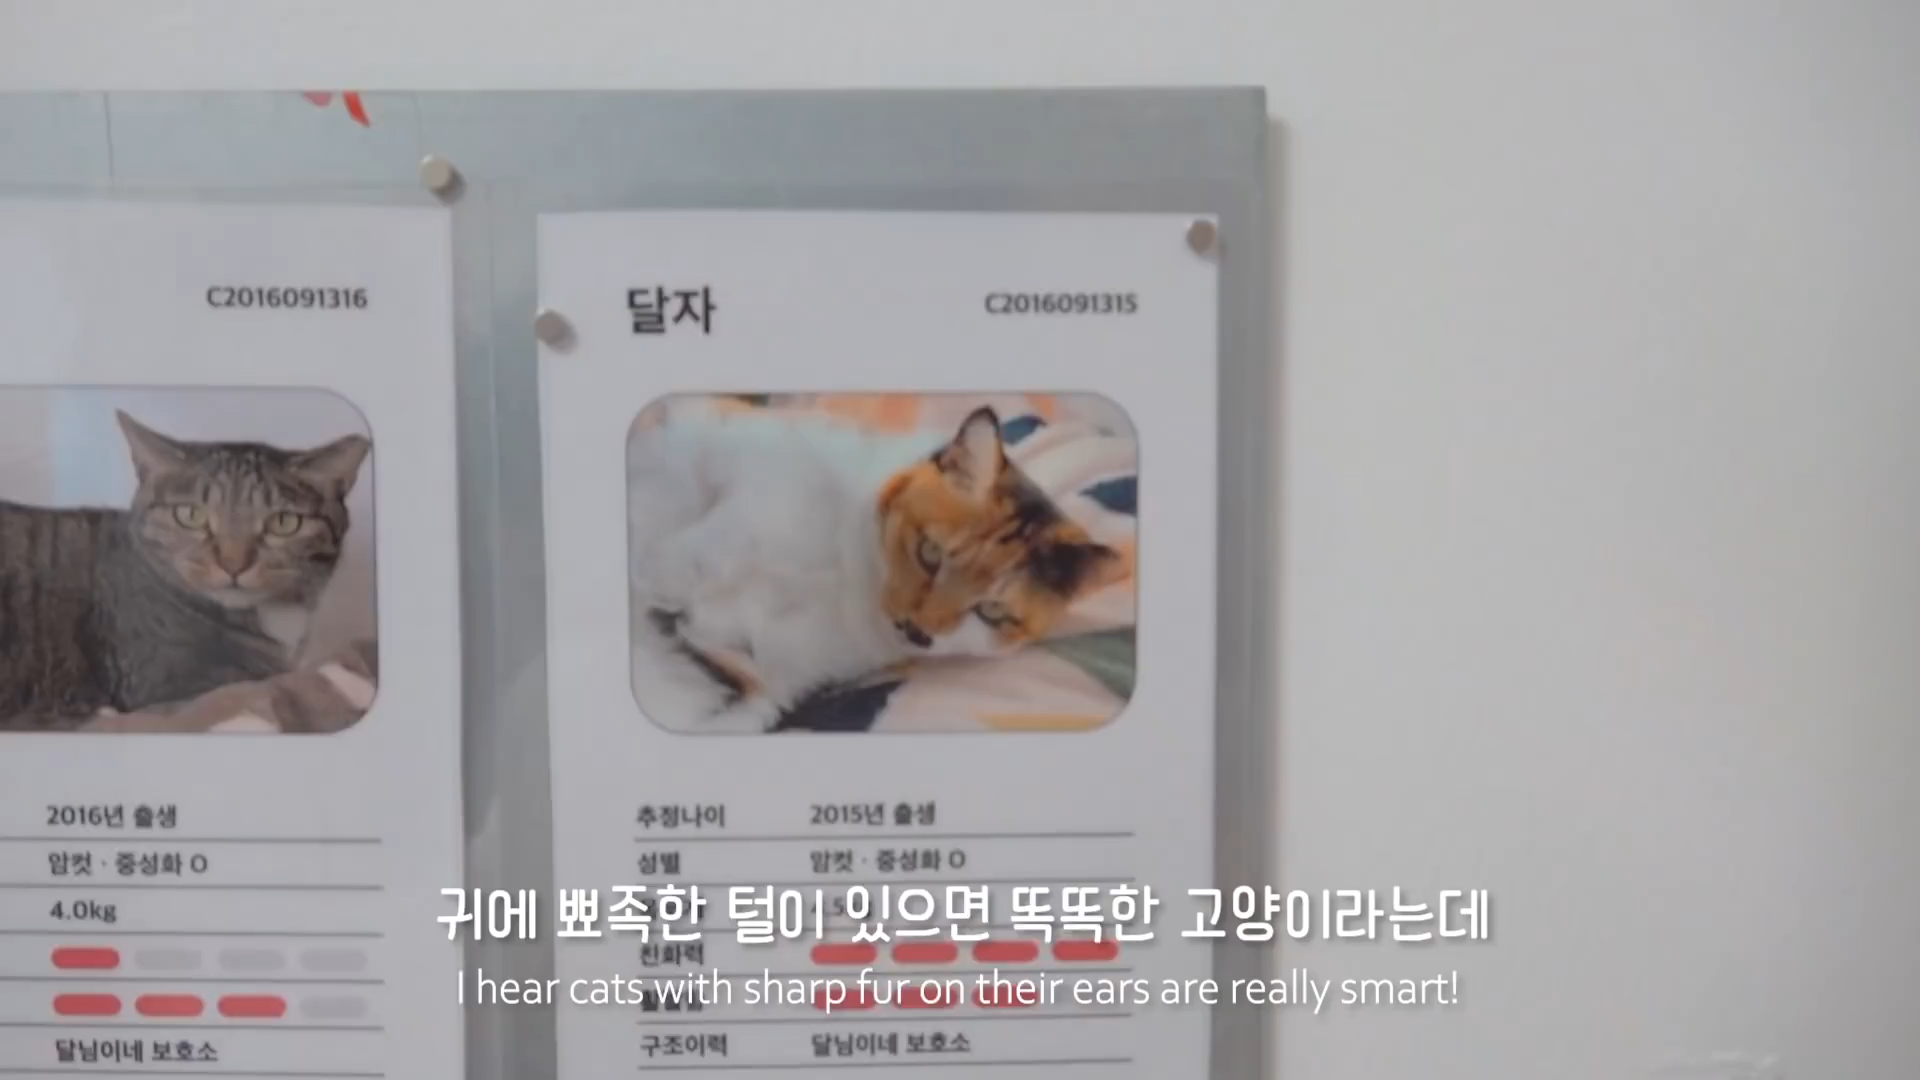 C2016091316
2016년 출생
암컷 · 중성화 O
4.0kg
달님이네 보호소
달자
C2016091315
추정나이 2015년 출생
성별 암컷 · 중성화 O
친화력
구조이력 달님이네 보호소
귀에 뾰족한 털이 있으면 똑똑한 고양이라는데
I hear cats with sharp fur on their ears are really smart!